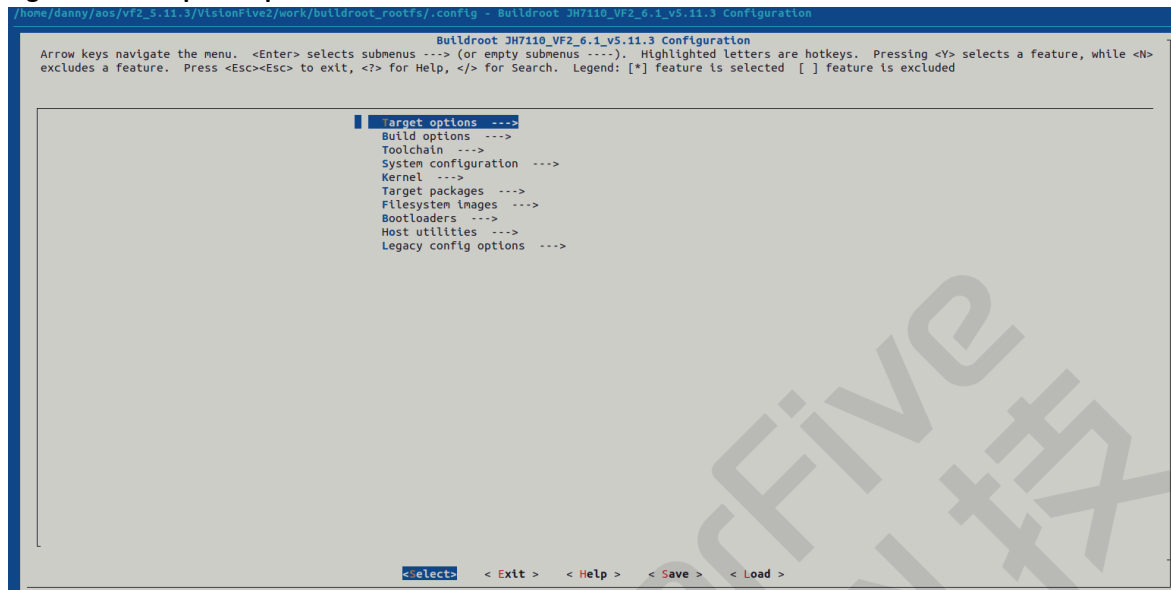 /home/danny/aos/vf2_5.11.3/VisionFive2/work/buildroot_rootfs/.config - Buildroot JH7110_VF2_6.1_v5.11.3 Configuration
Buildroot JH7110_VF2_6.1_v5.11.3 Configuration
Arrow keys navigate the menu.  <Enter> selects submenus ---> (or empty submenus ----).  Highlighted letters are hotkeys.  Pressing <Y> selects a feature, while <N>
excludes a feature.  Press <Esc><Esc> to exit, <?> for Help, </> for Search.  Legend: [*] feature is selected  [ ] feature is excluded
Target options  --->
Build options  --->
Toolchain  --->
System configuration  --->
Kernel  --->
Target packages  --->
Filesystem images  --->
Bootloaders  --->
Host utilities  --->
Legacy config options  --->
<Select>    < Exit >    < Help >    < Save >    < Load >